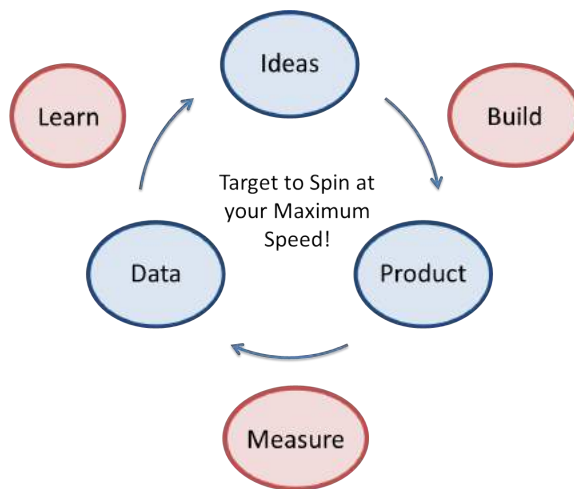 Ideas
Learn
Build
Target to Spin at
your Maximum
Speed!
Data
Product
Measure